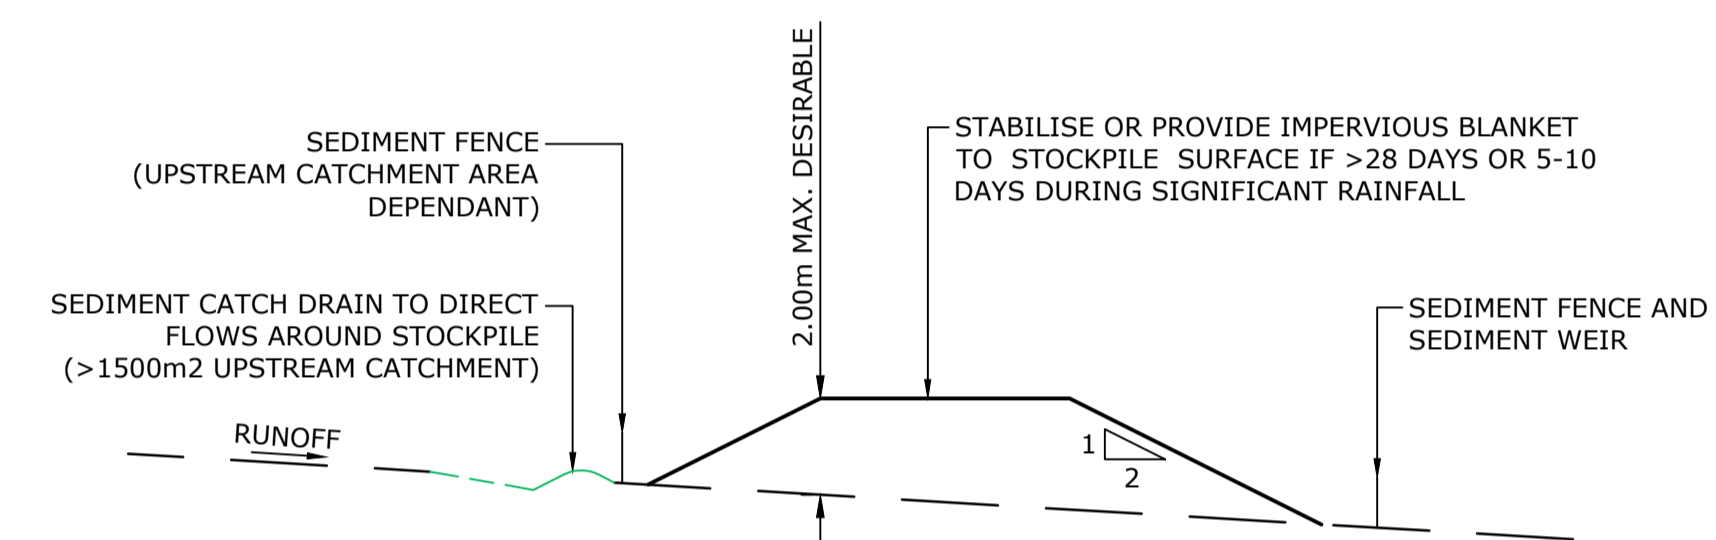 SEDIMENT FENCE
(UPSTREAM CATCHMENT AREA
DEPENDANT)
SEDIMENT CATCH DRAIN TO DIRECT
FLOWS AROUND STOCKPILE
(>1500m2 UPSTREAM CATCHMENT)
RUNOFF
2.00m MAX. DESIRABLE
STABILISE OR PROVIDE IMPERVIOUS BLANKET
TO STOCKPILE SURFACE IF >28 DAYS OR 5-10
DAYS DURING SIGNIFICANT RAINFALL
SEDIMENT FENCE AND
SEDIMENT WEIR
1
2